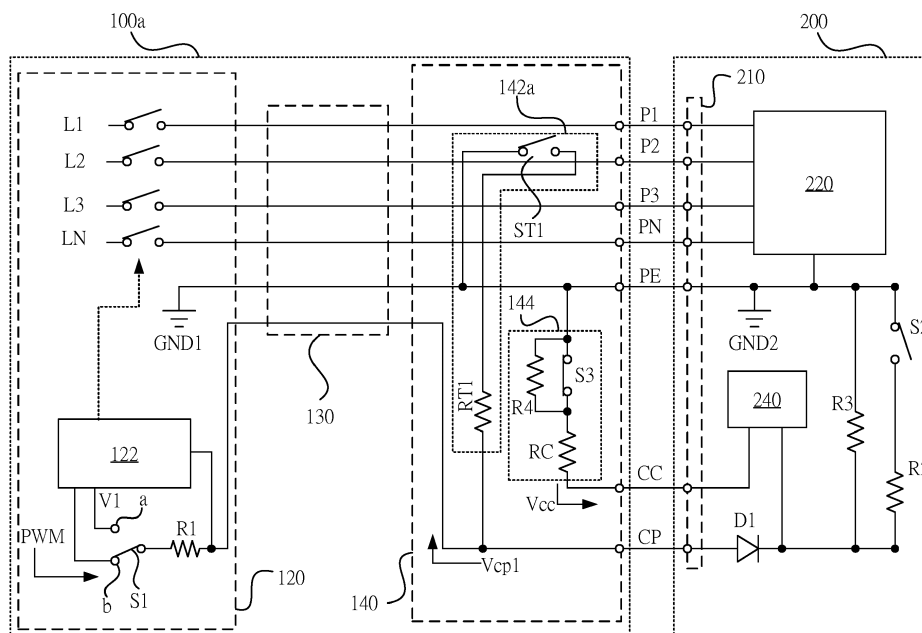 100a
200
210
142a
L1
P1
L2
P2
220
L3
P3
ST1
LN
PN
PE
144
GND1
GND2
S3
R4
RT1
130
240
R3
RC
122
CC
V1
a
Vcc
R1
D1
PWM
CP
Vcp1
b
S1
120
140